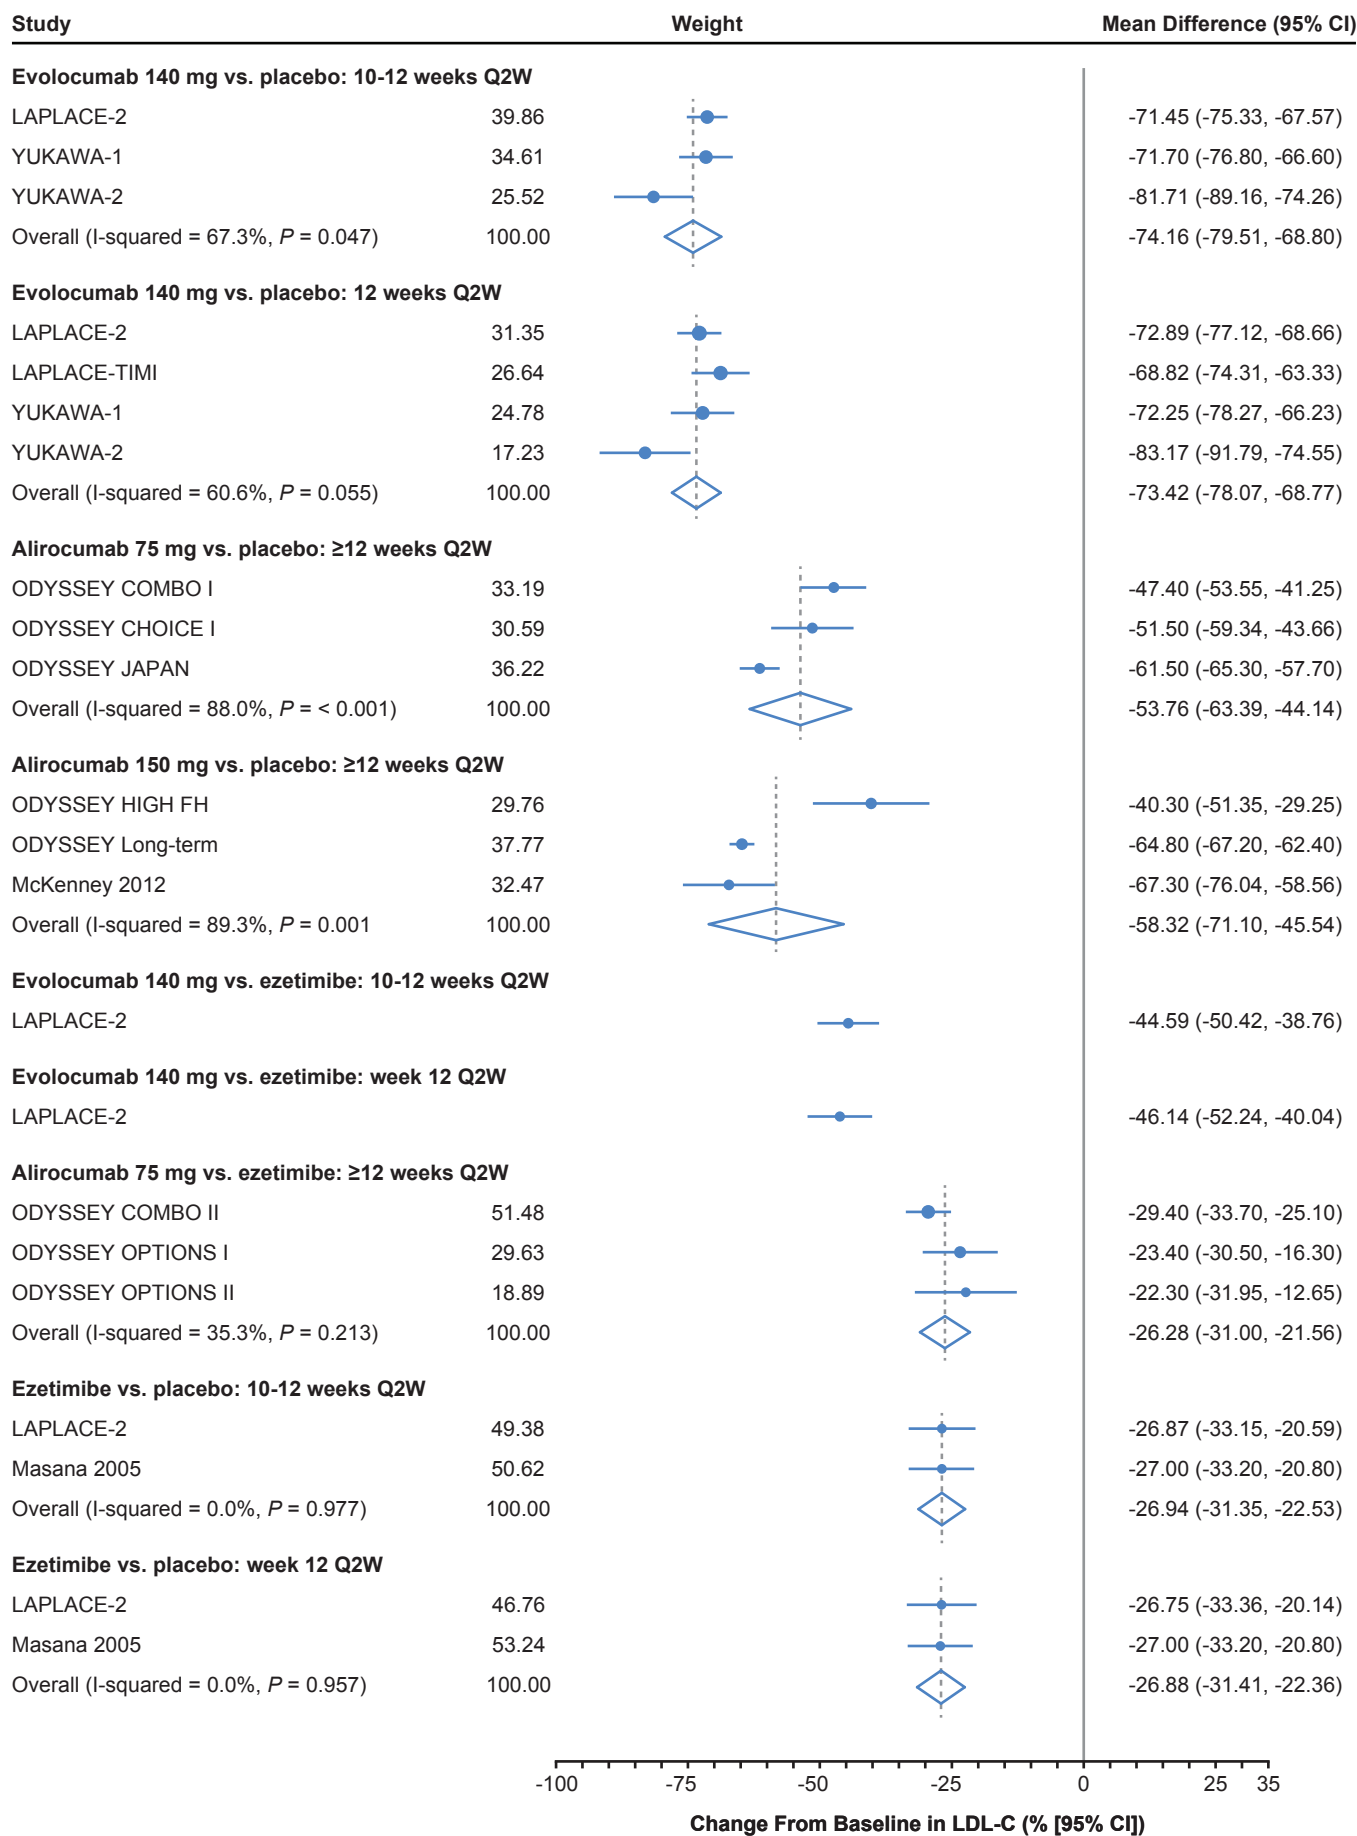 Study Weight Mean Difference (95% CI)
Evolocumab 140 mg vs. placebo: 10-12 weeks Q2W
LAPLACE-2 39.86 -71.45 (-75.33, -67.57)
YUKAWA-1 34.61 -71.70 (-76.80, -66.60)
YUKAWA-2 25.52 -81.71 (-89.16, -74.26)
Overall (I-squared = 67.3%, P = 0.047) 100.00 -74.16 (-79.51, -68.80)
Evolocumab 140 mg vs. placebo: 12 weeks Q2W
LAPLACE-2 31.35 -72.89 (-77.12, -68.66)
LAPLACE-TIMI 26.64 -68.82 (-74.31, -63.33)
YUKAWA-1 24.78 -72.25 (-78.27, -66.23)
YUKAWA-2 17.23 -83.17 (-91.79, -74.55)
Overall (I-squared = 60.6%, P = 0.055) 100.00 -73.42 (-78.07, -68.77)
Alirocumab 75 mg vs. placebo: ≥12 weeks Q2W
ODYSSEY COMBO I 33.19 -47.40 (-53.55, -41.25)
ODYSSEY CHOICE I 30.59 -51.50 (-59.34, -43.66)
ODYSSEY JAPAN 36.22 -61.50 (-65.30, -57.70)
Overall (I-squared = 88.0%, P = < 0.001) 100.00 -53.76 (-63.39, -44.14)
Alirocumab 150 mg vs. placebo: ≥12 weeks Q2W
ODYSSEY HIGH FH 29.76 -40.30 (-51.35, -29.25)
ODYSSEY Long-term 37.77 -64.80 (-67.20, -62.40)
McKenney 2012 32.47 -67.30 (-76.04, -58.56)
Overall (I-squared = 89.3%, P = 0.001 100.00 -58.32 (-71.10, -45.54)
Evolocumab 140 mg vs. ezetimibe: 10-12 weeks Q2W
LAPLACE-2 -44.59 (-50.42, -38.76)
Evolocumab 140 mg vs. ezetimibe: week 12 Q2W
LAPLACE-2 -46.14 (-52.24, -40.04)
Alirocumab 75 mg vs. ezetimibe: ≥12 weeks Q2W
ODYSSEY COMBO II 51.48 -29.40 (-33.70, -25.10)
ODYSSEY OPTIONS I 29.63 -23.40 (-30.50, -16.30)
ODYSSEY OPTIONS II 18.89 -22.30 (-31.95, -12.65)
Overall (I-squared = 35.3%, P = 0.213) 100.00 -26.28 (-31.00, -21.56)
Ezetimibe vs. placebo: 10-12 weeks Q2W
LAPLACE-2 49.38 -26.87 (-33.15, -20.59)
Masana 2005 50.62 -27.00 (-33.20, -20.80)
Overall (I-squared = 0.0%, P = 0.977) 100.00 -26.94 (-31.35, -22.53)
Ezetimibe vs. placebo: week 12 Q2W
LAPLACE-2 46.76 -26.75 (-33.36, -20.14)
Masana 2005 53.24 -27.00 (-33.20, -20.80)
Overall (I-squared = 0.0%, P = 0.957) 100.00 -26.88 (-31.41, -22.36)
-100 -75 -50 -25 0 25 35
Change From Baseline in LDL-C (% [95% CI])